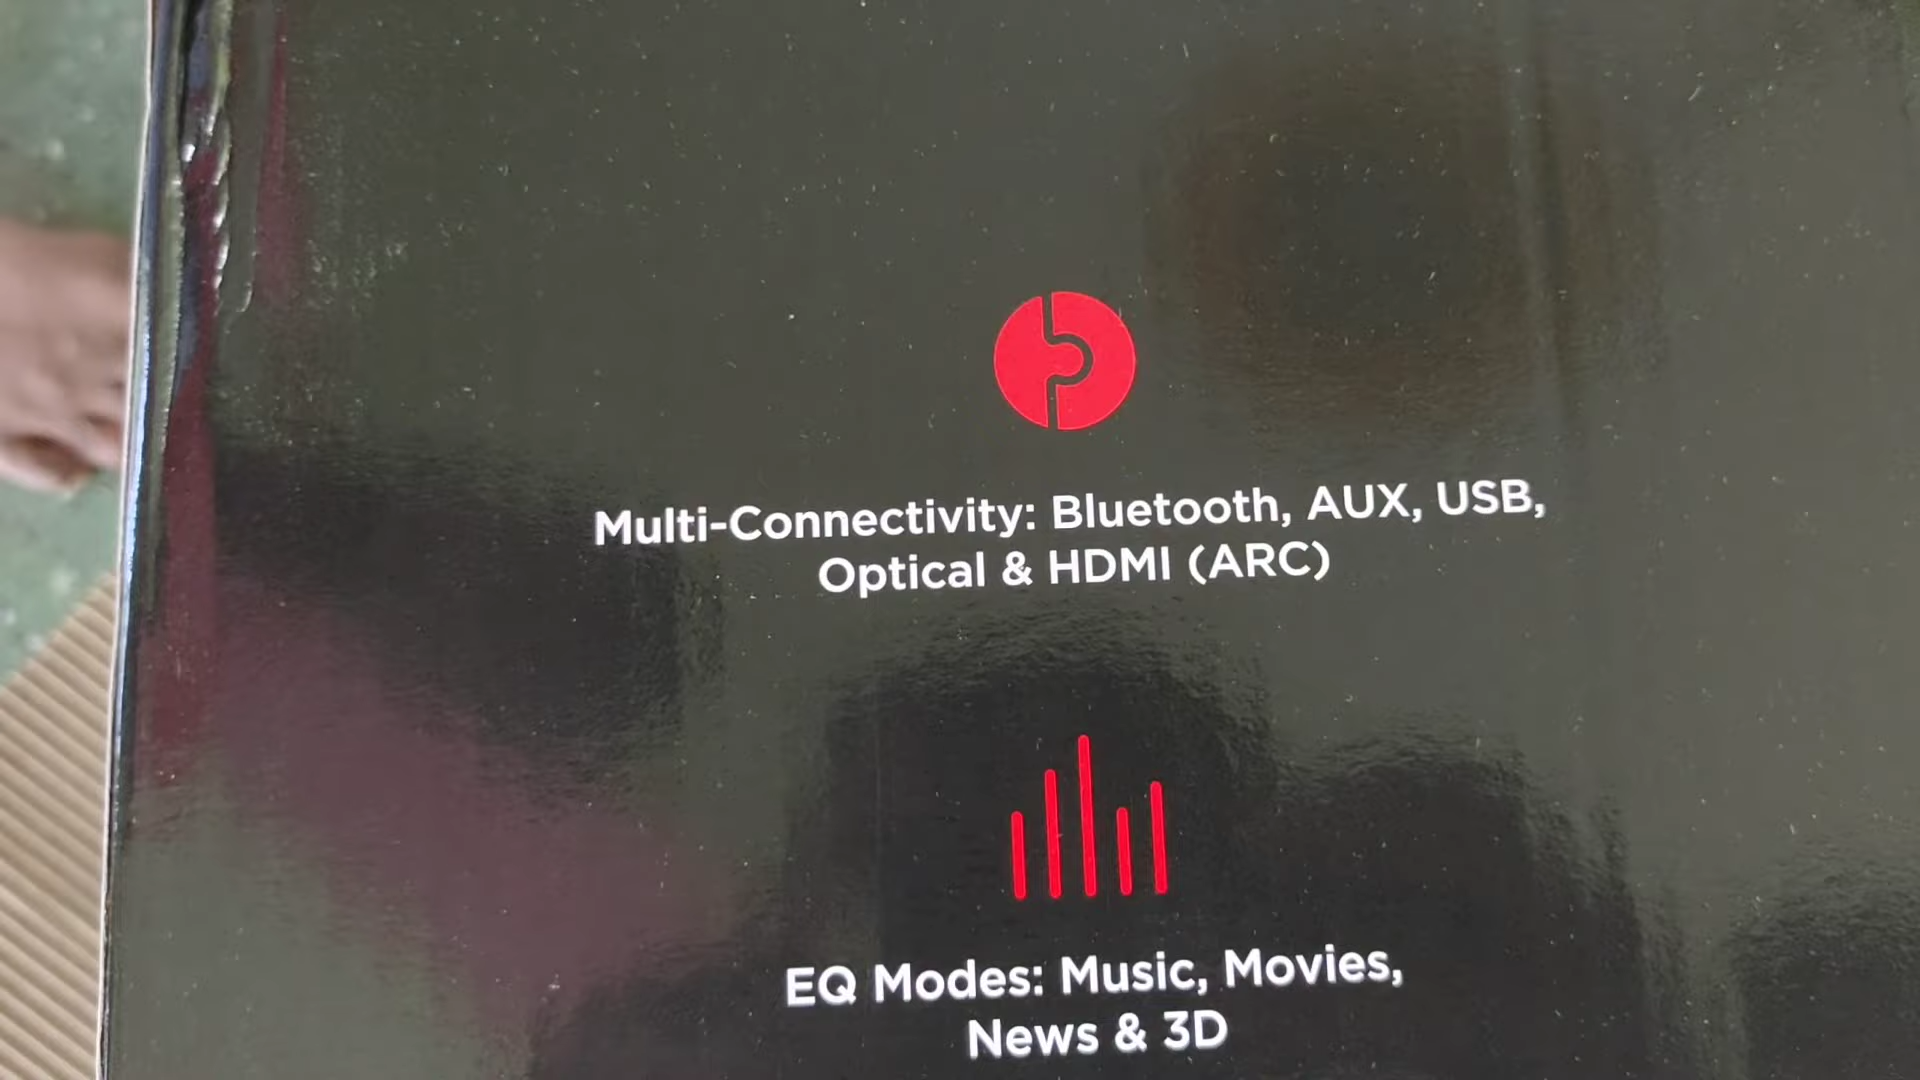 Multi-Connectivity: Bluetooth, AUX, USB,
Optical & HDMI (ARC)
EQ Modes: Music, Movies,
News & 3D